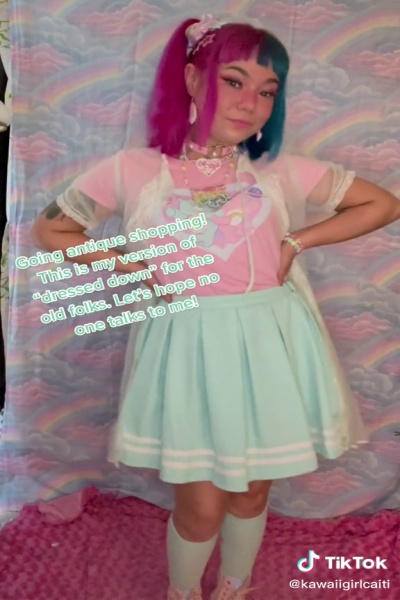 Going antique shopping!
This is my version of
“dressed down” for the
old folks. Let's hope no
one talks to me!
TikTok
@kawaiigirlcaiti